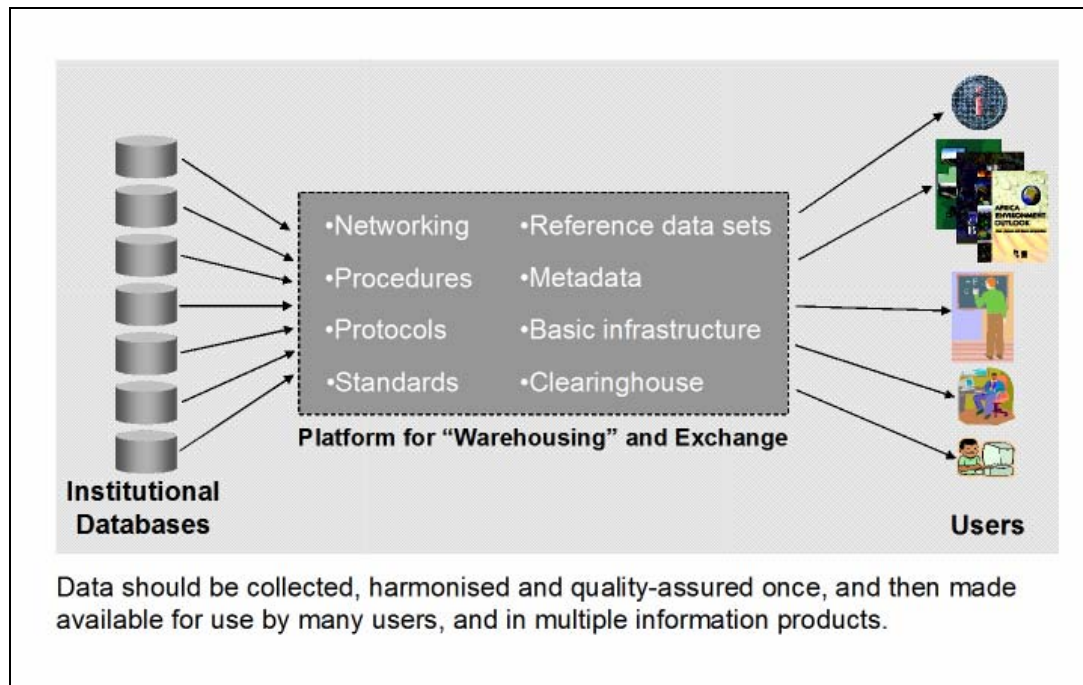 •Networking
•Procedures
•Protocols
•Standards
•Reference data sets
•Metadata
•Basic infrastructure
•Clearinghouse
Platform for “Warehousing” and Exchange
Institutional
Databases
AFRICA
ENVIRONMENT
OUTLOOK
Users
Data should be collected, harmonised and quality-assured once, and then made
available for use by many users, and in multiple information products.